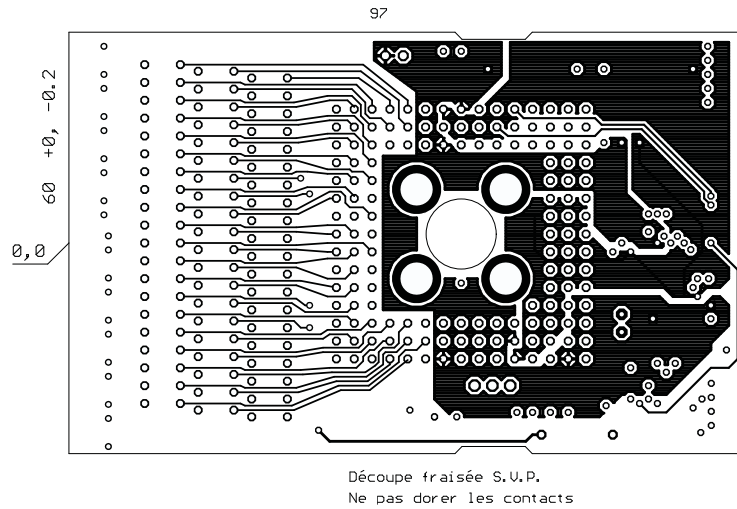 97
60 +0, -0.2
0,0
Découpe fraisée S.V.P.
Ne pas dorer les contacts